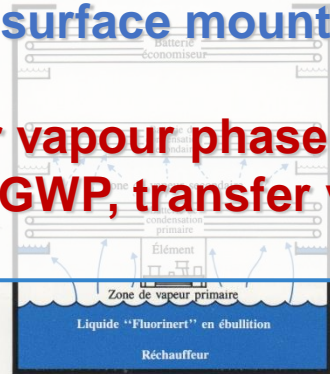 surface mount
Batterie
économiseur
vapour phase
GWP, transfer
condensation
primaire
Élément
Zone de vapeur primaire
Liquide "Fluorinert" en ébullition
Réchauffeur